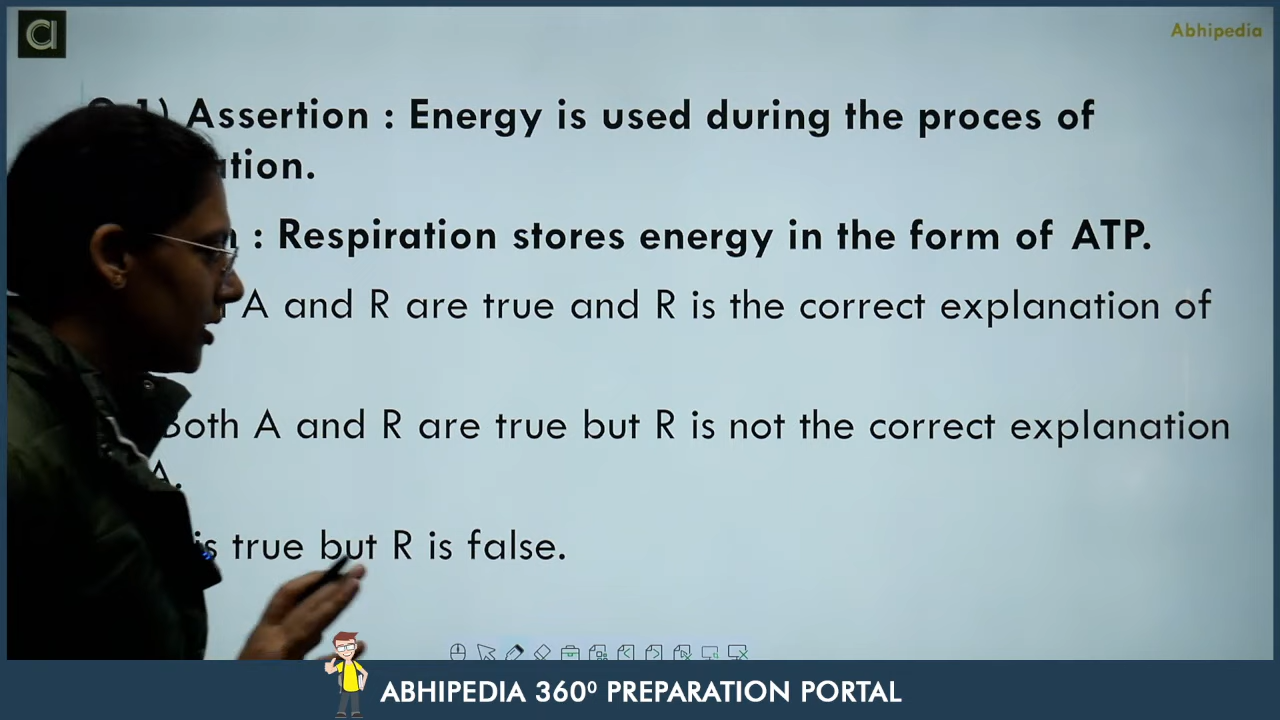 Abhipedia
1) Assertion : Energy is used during the proces of
: Respiration stores energy in the form of ATP.
A and R are true and R is the correct explanation of
Both A and R are true but R is not the correct explanation
A.
is true but R is false.
ABHIPEDIA 360⁰ PREPARATION PORTAL